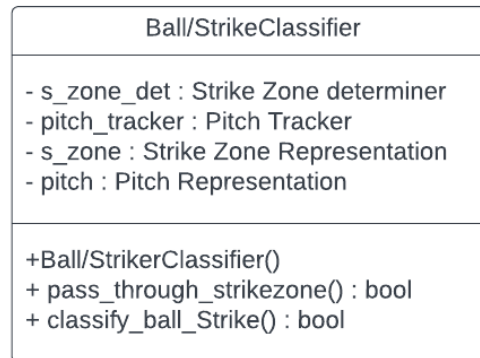 Ball/StrikeClassifier
- s_zone_det : Strike Zone determiner
- pitch_tracker : Pitch Tracker
- s_zone : Strike Zone Representation
- pitch : Pitch Representation
+Ball/StrikerClassifier()
+ pass_through_strikezone() : bool
+ classify_ball_Strike() : bool